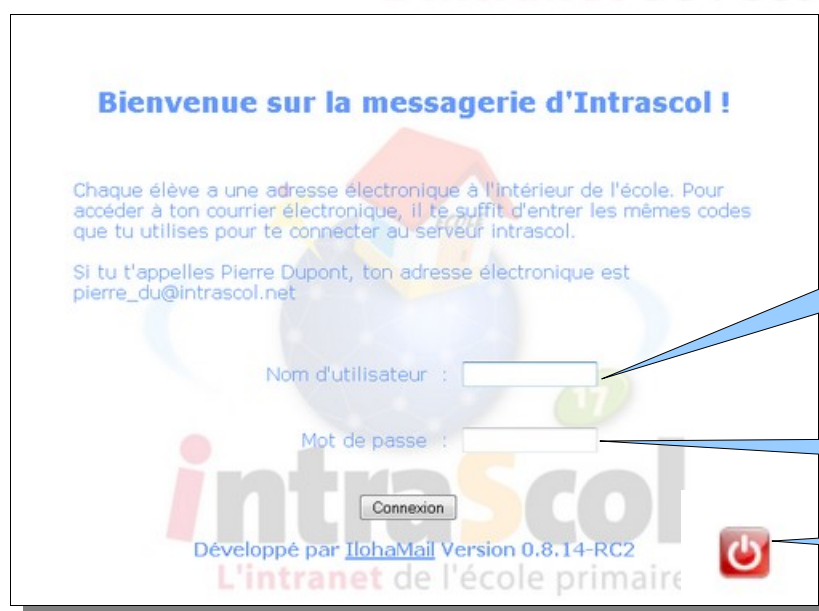 Bienvenue sur la messagerie d'Intrascol !
Chaque élève a une adresse électronique à l'intérieur de l'école. Pour
accéder à ton courrier électronique, il te suffit d'entrer les mêmes codes
que tu utilises pour te connecter au serveur intrascol.
Si tu t'appelles Pierre Dupont, ton adresse électronique est
pierre_du@intrascol.net
Nom d'utilisateur :
17
Mot de passe :
intraScol
Connexion
Développé par IlohaMail Version 0.8.14-RC2
L'intranet de l'école primaire